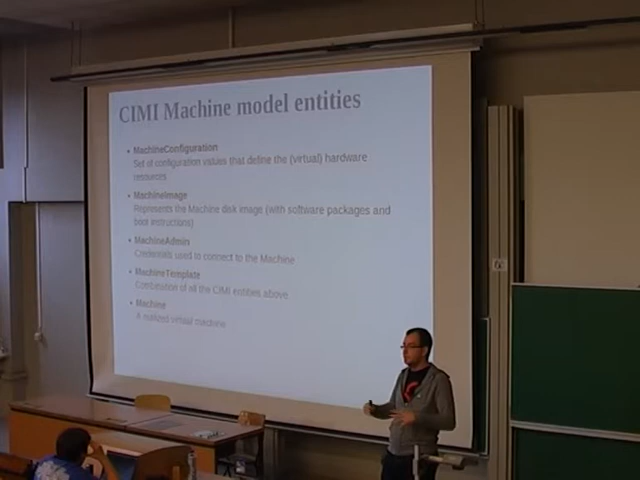 CIMI Machine model entities
• MachineConfiguration
Set of configuration values that define the (virtual) hardware
resources
• MachineImage
Represents the Machine disk image (with software packages and
boot instructions)
• MachineAdmin
Credentials used to connect to the Machine
• MachineTemplate
Combination of all the CIMI entities above
• Machine
A realized virtual machine